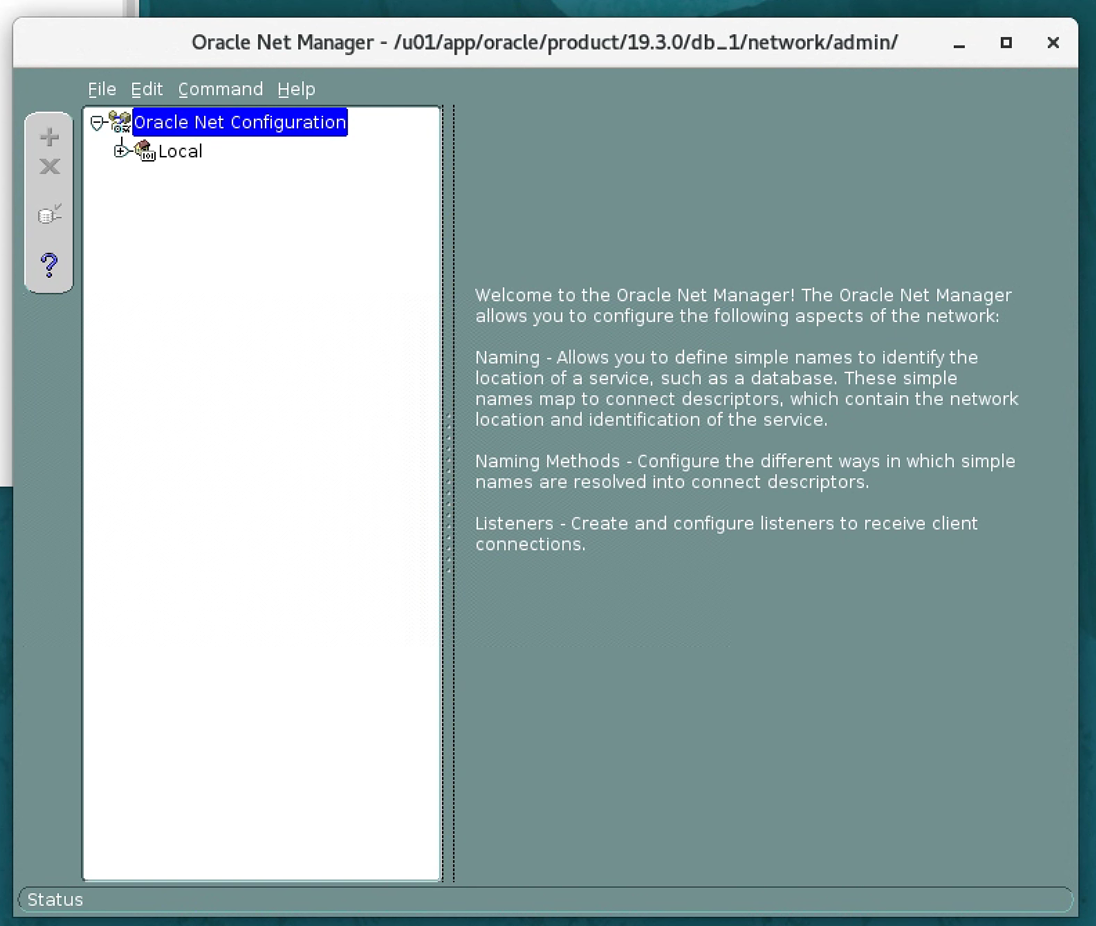 Oracle Net Manager - /u01/app/oracle/product/19.3.0/db_1/network/admin/
File Edit Command Help
Oracle Net Configuration
Local
Welcome to the Oracle Net Manager! The Oracle Net Manager
allows you to configure the following aspects of the network:
Naming - Allows you to define simple names to identify the
location of a service, such as a database. These simple
names map to connect descriptors, which contain the network
location and identification of the service.
Naming Methods - Configure the different ways in which simple
names are resolved into connect descriptors.
Listeners - Create and configure listeners to receive client
connections.
Status